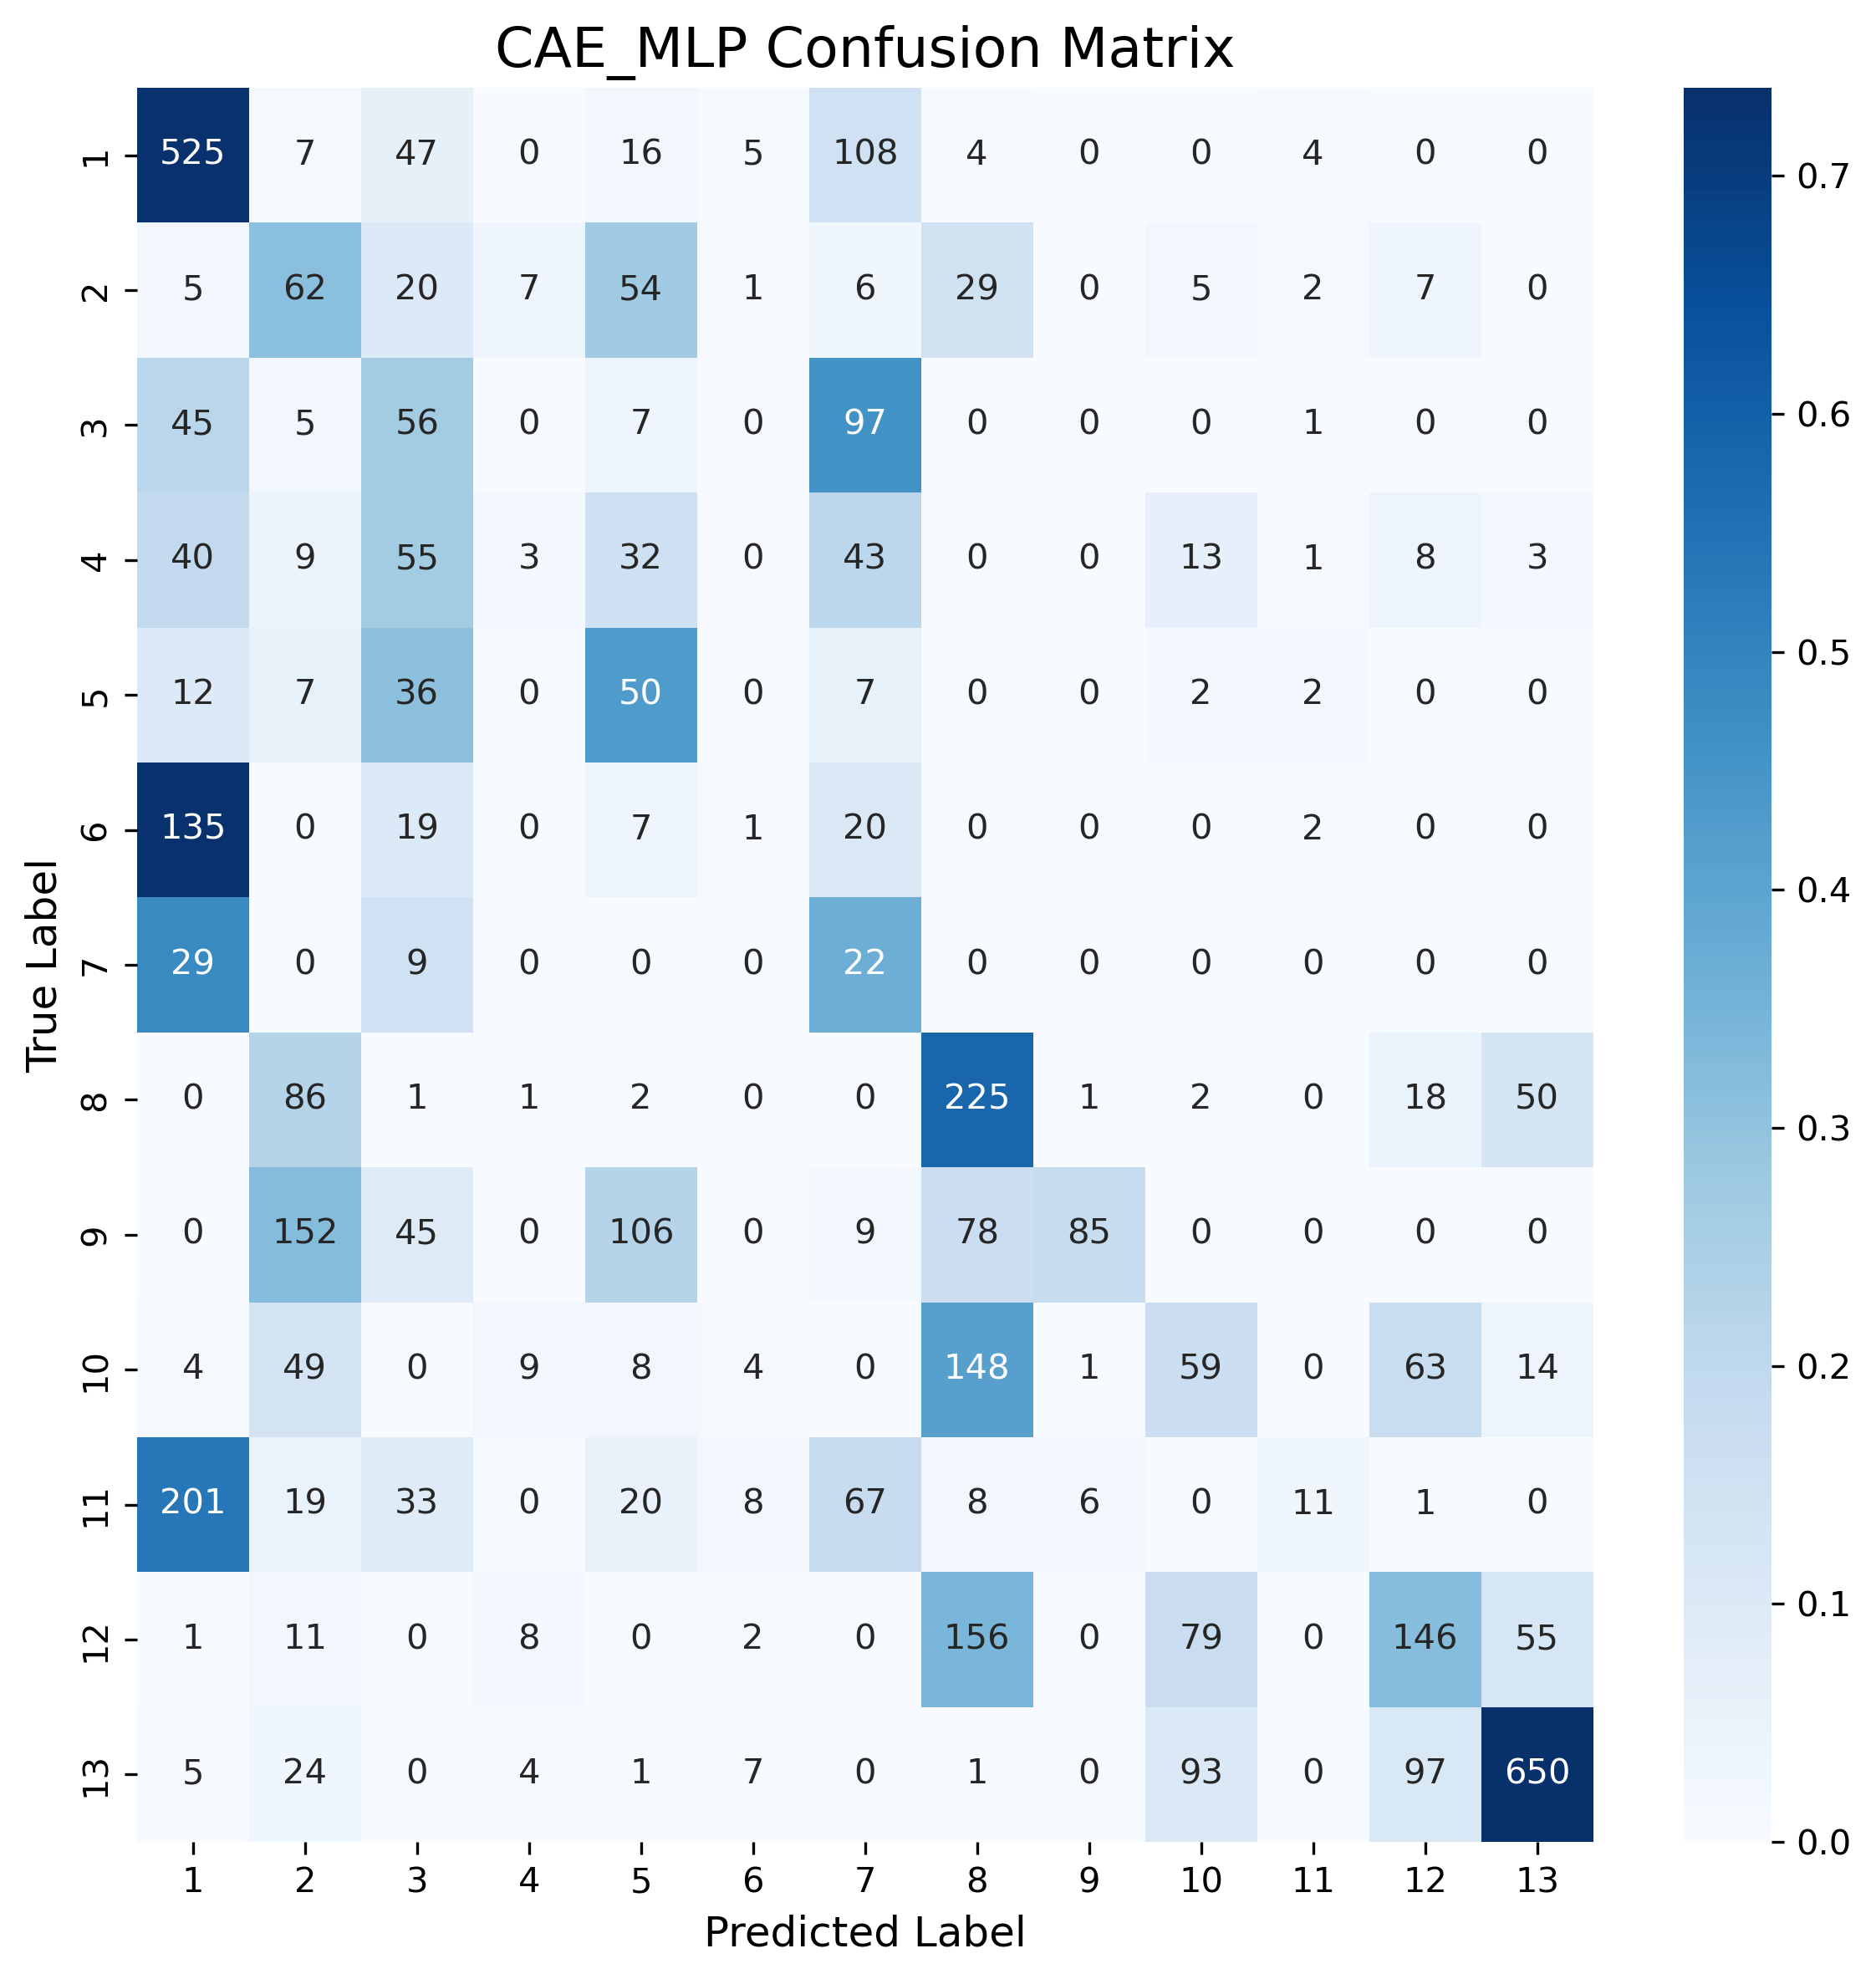 CAE_MLP Confusion Matrix
1 525 7 47 0 16 5 108 4 0 0 4 0 0
2 5 62 20 7 54 1 6 29 0 5 2 7 0
3 45 5 56 0 7 0 97 0 0 0 1 0 0
4 40 9 55 3 32 0 43 0 0 13 1 8 3
5 12 7 36 0 50 0 7 0 0 2 2 0 0
6 135 0 19 0 7 1 20 0 0 0 2 0 0
7 29 0 9 0 0 0 22 0 0 0 0 0 0
8 0 86 1 1 2 0 0 225 1 2 0 18 50
9 0 152 45 0 106 0 9 78 85 0 0 0 0
10 4 49 0 9 8 4 0 148 1 59 0 63 14
11 201 19 33 0 20 8 67 8 6 0 11 1 0
12 1 11 0 8 0 2 0 156 0 79 0 146 55
13 5 24 0 4 1 7 0 1 0 93 0 97 650
1 2 3 4 5 6 7 8 9 10 11 12 13
Predicted Label
True Label
0.7
0.6
0.5
0.4
0.3
0.2
0.1
0.0